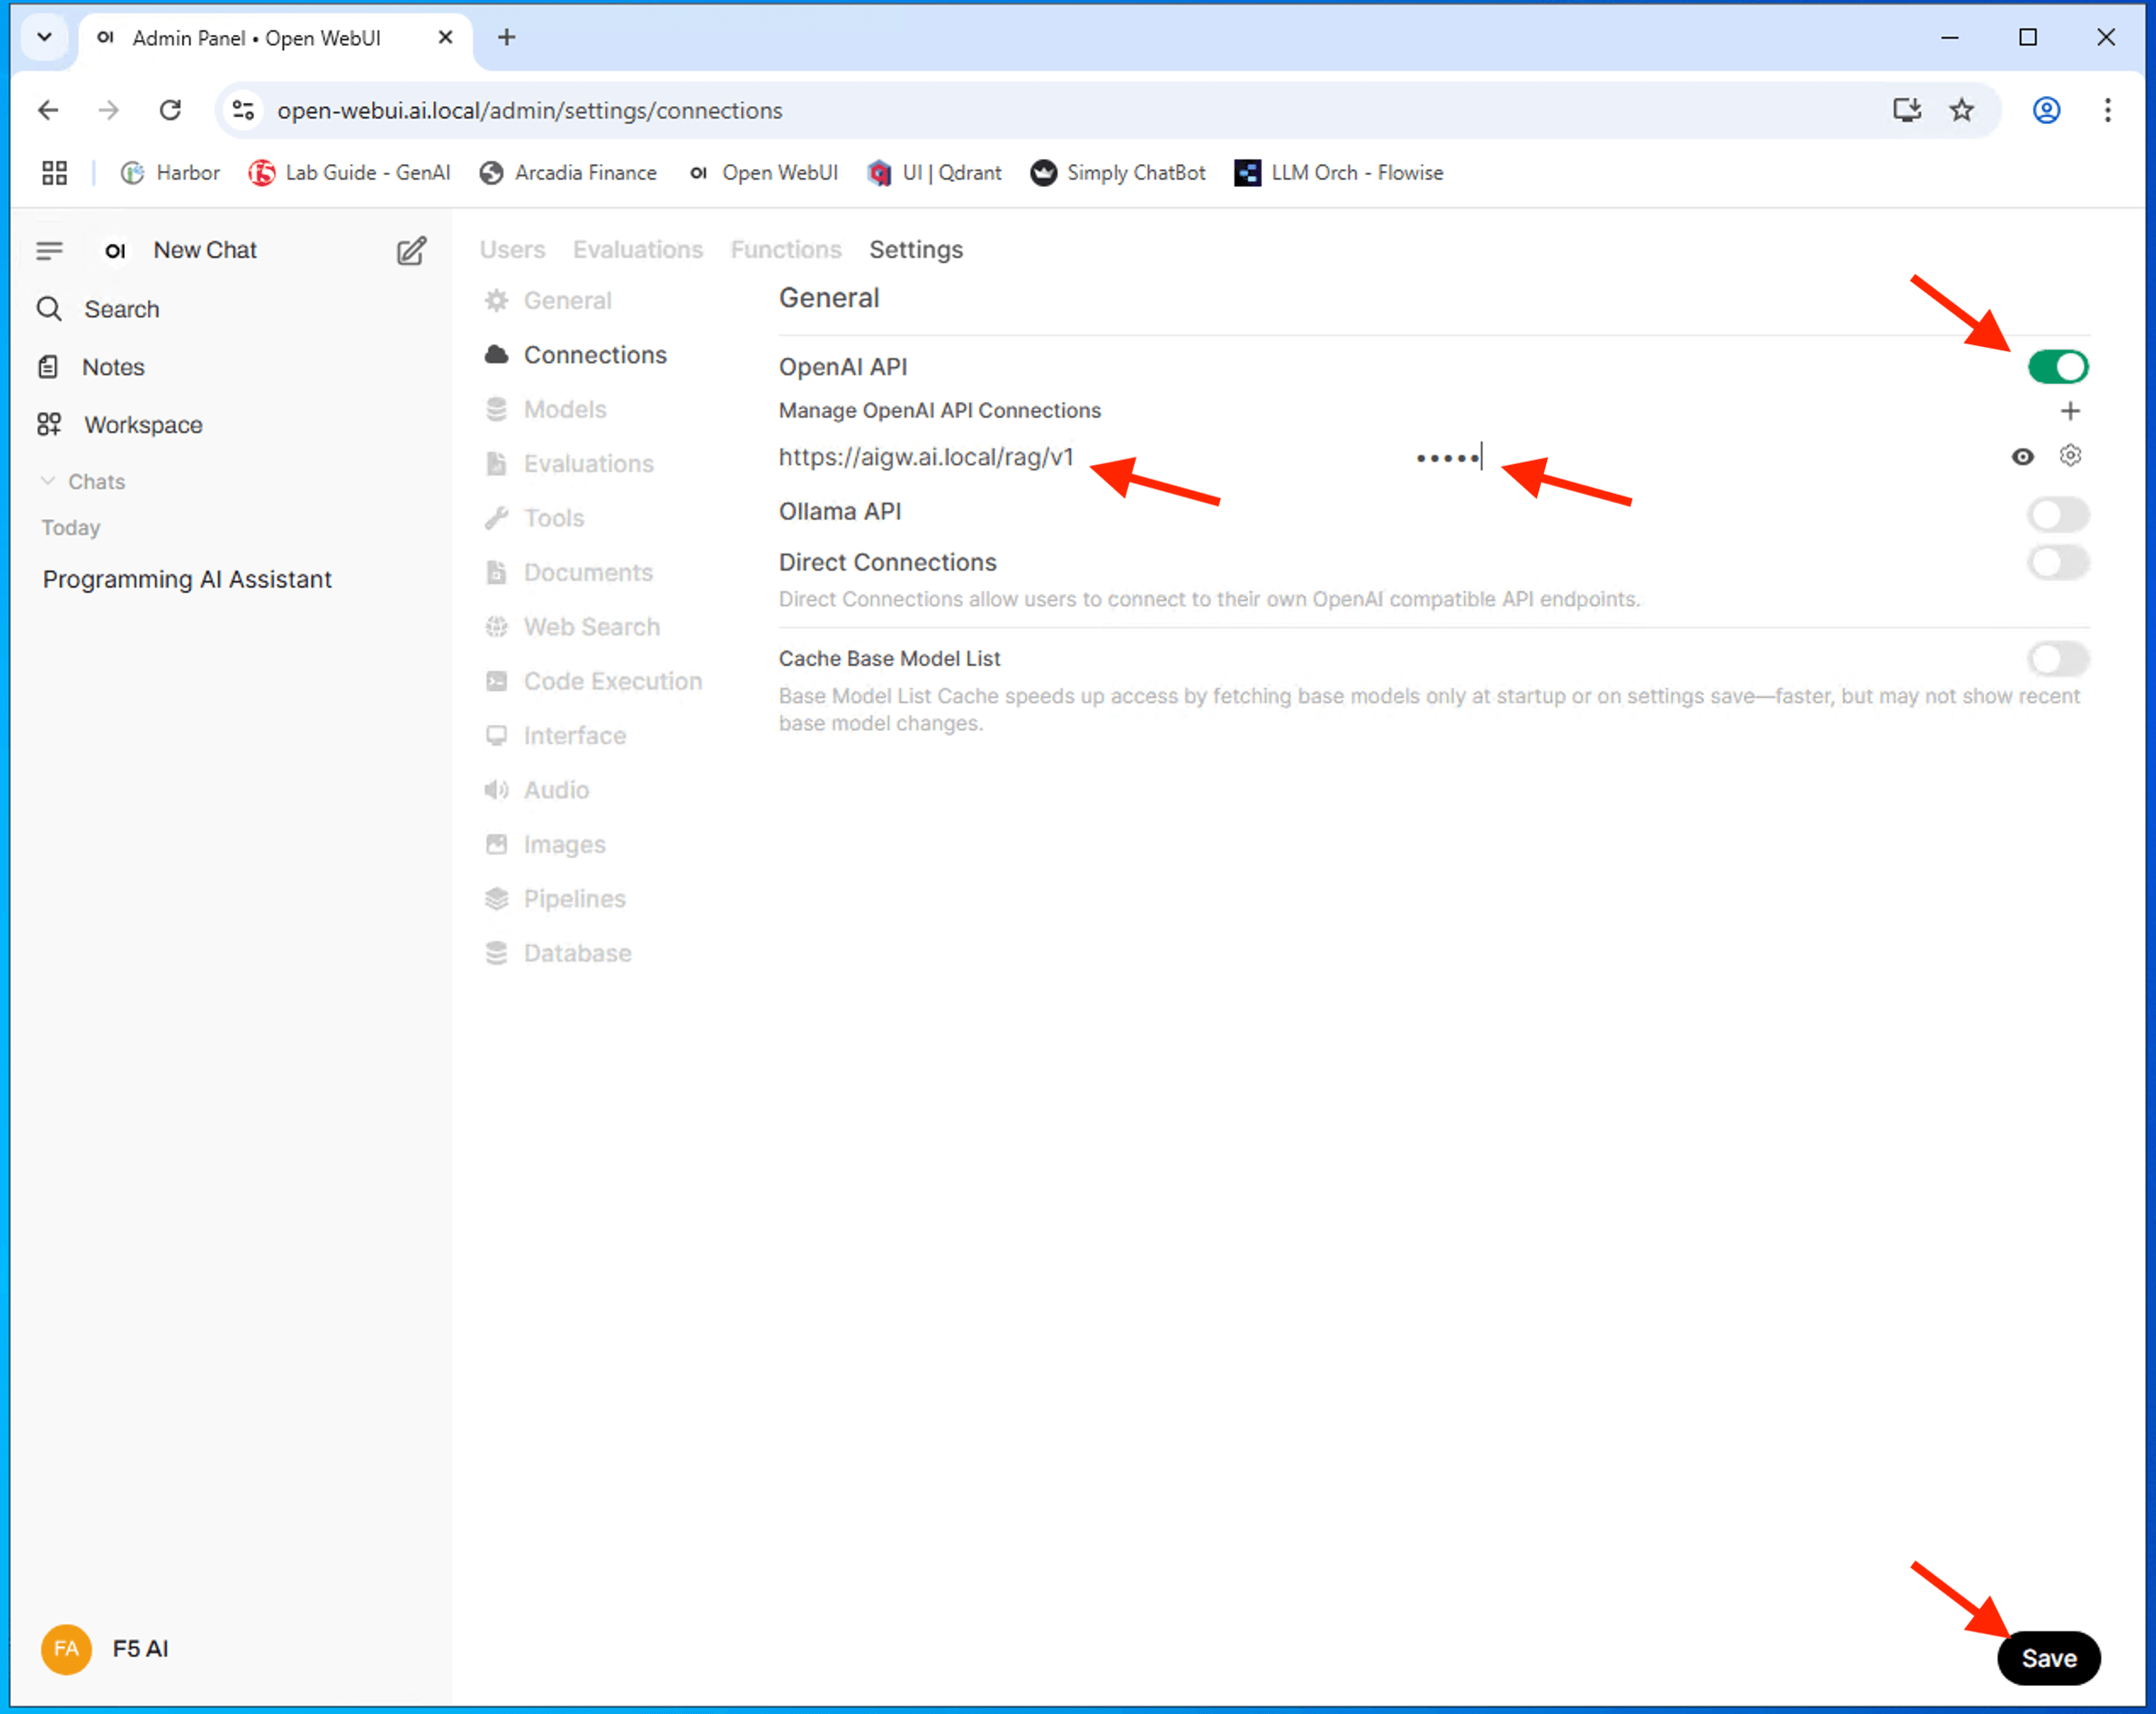 OI Admin Panel • Open WebUI
open-webui.ai.local/admin/settings/connections
Harbor Lab Guide - GenAI Arcadia Finance OI Open WebUI UI | Qdrant Simply ChatBot LLM Orch - Flowise
OI New Chat
Search
Notes
Workspace
Chats
Today
Programming AI Assistant
FA F5 AI
Users Evaluations Functions Settings
General
Connections
Models
Evaluations
Tools
Documents
Web Search
Code Execution
Interface
Audio
Images
Pipelines
Database
General
OpenAI API
Manage OpenAI API Connections
https://aigw.ai.local/rag/v1 •••••
Ollama API
Direct Connections
Direct Connections allow users to connect to their own OpenAI compatible API endpoints.
Cache Base Model List
Base Model List Cache speeds up access by fetching base models only at startup or on settings save—faster, but may not show recent
base model changes.
Save